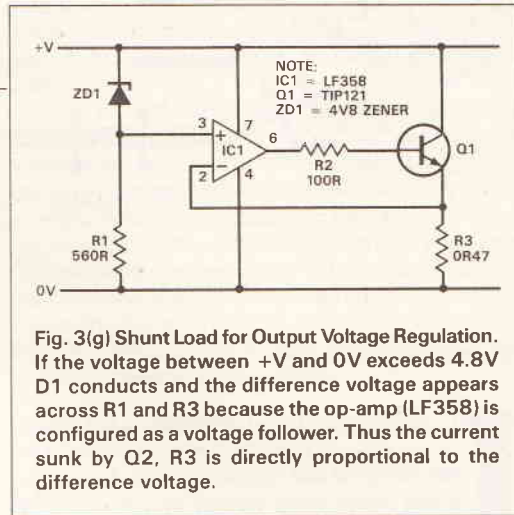 +V
ZD1
NOTE:
IC1 = LF358
Q1 = TIP121
ZD1 = 4V8 ZENER
3
+
7
IC1
6
2
−
4
R2
100R
Q1
R1
560R
R3
0R47
0V
Fig. 3(g) Shunt Load for Output Voltage Regulation.
If the voltage between +V and 0V exceeds 4.8V
D1 conducts and the difference voltage appears
across R1 and R3 because the op-amp (LF358) is
configured as a voltage follower. Thus the current
sunk by Q2, R3 is directly proportional to the
difference voltage.